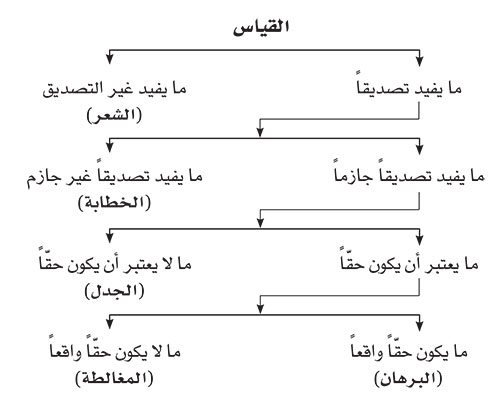 القياس
ما يفيد تصديقاً
ما يفيد غير التصديق
(الشعر)
ما يفيد تصديقاً جازماً
ما يفيد تصديقاً غير جازم
(الخطابة)
ما يعتبر أن يكون حقّاً
ما لا يعتبر أن يكون حقّاً
(الجدل)
ما يكون حقّاً واقعاً
(البرهان)
ما لا يكون حقّاً واقعاً
(المغالطة)